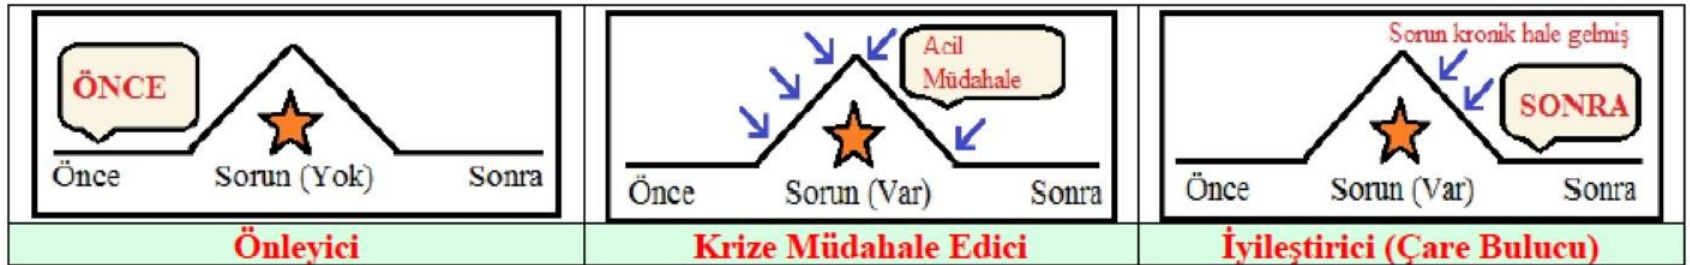 ÖNCE
Önce Sorun (Yok) Sonra
Önleyici
Acil
Müdahale
Önce Sorun (Var) Sonra
Krize Müdahale Edici
Sorun kronik hale gelmiş
SONRA
Önce Sorun (Var) Sonra
İyileştirici (Çare Bulucu)